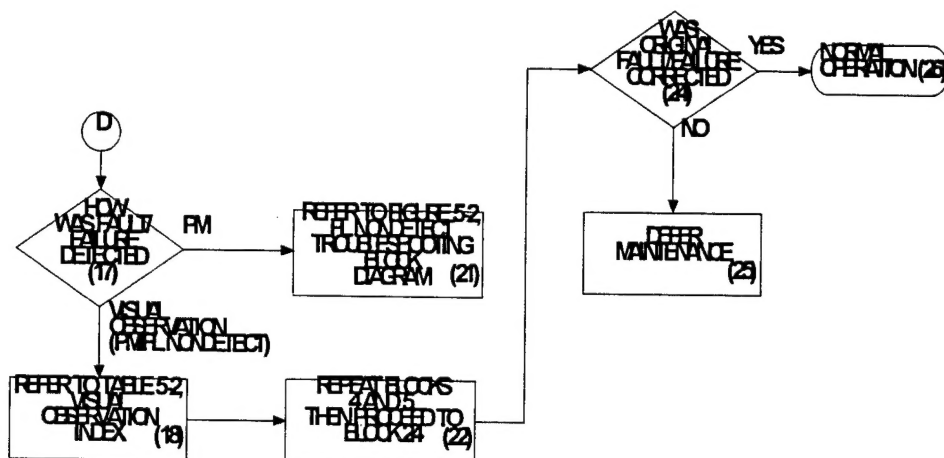 D
HOW
WAS FAULT/
FAILURE
DETECTED
(17)
PM
REFER TO FIGURE 5-2,
FL NONDETECT
TROUBLESHOOTING
BLOCK
DIAGRAM
(21)
VISUAL
OBSERVATION
(PM/FL NONDETECT)
REFER TO TABLE 5-2,
VISUAL
OBSERVATION
INDEX
(18)
REPEAT BLOCKS
4 AND 5
THEN PROCEED TO
BLOCK 24
(22)
WAS
ORIGINAL
FAULT/FAILURE
CORRECTED
(24)
YES
NORMAL
OPERATION (26)
NO
DEFER
MAINTENANCE
(25)